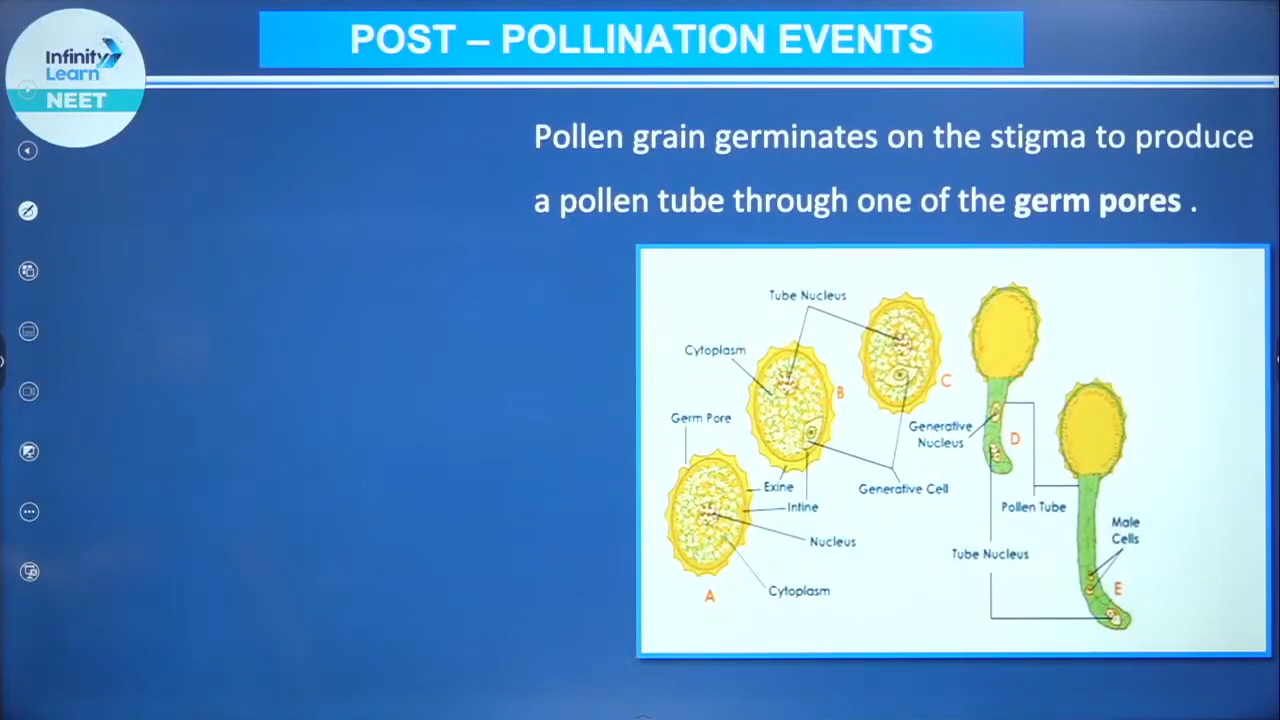 POST – POLLINATION EVENTS
Infinity
Learn
NEET
Pollen grain germinates on the stigma to produce
a pollen tube through one of the germ pores .
Tube Nucleus
Cytoplasm
B
C
Germ Pore
Generative
Nucleus
D
Exine
Generative Cell
Intine
Pollen Tube
Male
Cells
Nucleus
Tube Nucleus
Cytoplasm
A
E